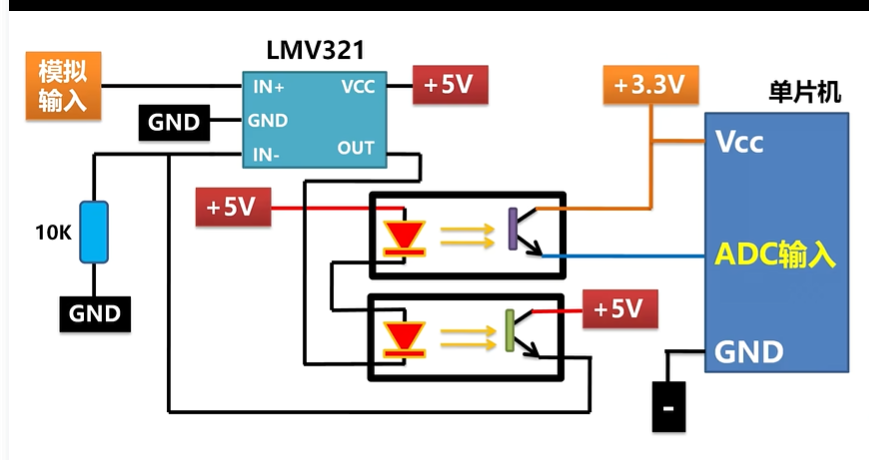 LMV321
模拟
输入
IN+
VCC
+5V
+3.3V
单片机
GND
GND
Vcc
IN-
OUT
+5V
10K
ADC输入
GND
+5V
GND
-